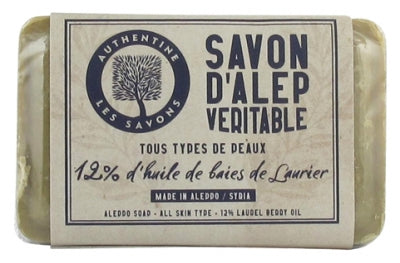 AUTHENTINE
LES SAVONS
SAVON
D'ALEP
VERITABLE
TOUS TYPES DE PEAUX
12% d'huile de baies de Laurier
MADE IN ALEPPO / SYRIA
ALEPPO SOAP - ALL SKIN TYPE - 12% LAUREL BERRY OIL